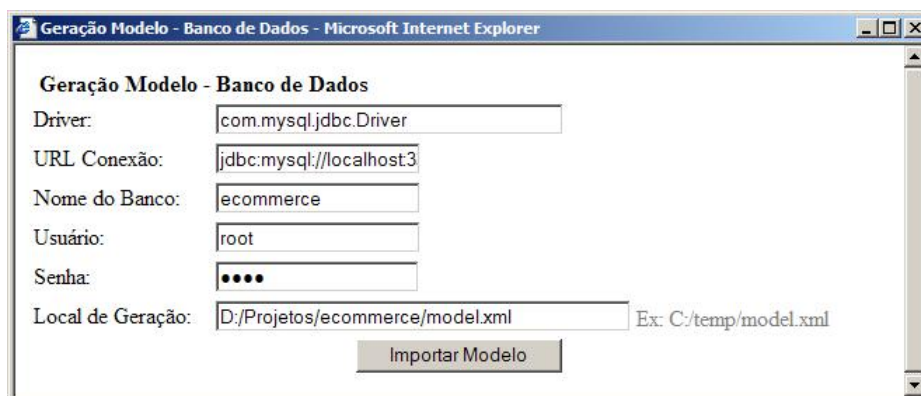 Geração Modelo - Banco de Dados - Microsoft Internet Explorer
Geração Modelo - Banco de Dados
Driver: com.mysql.jdbc.Driver
URL Conexão: jdbc:mysql://localhost:3
Nome do Banco: ecommerce
Usuário: root
Senha: ••••
Local de Geração: D:/Projetos/ecommerce/model.xml Ex: C:/temp/model.xml
Importar Modelo